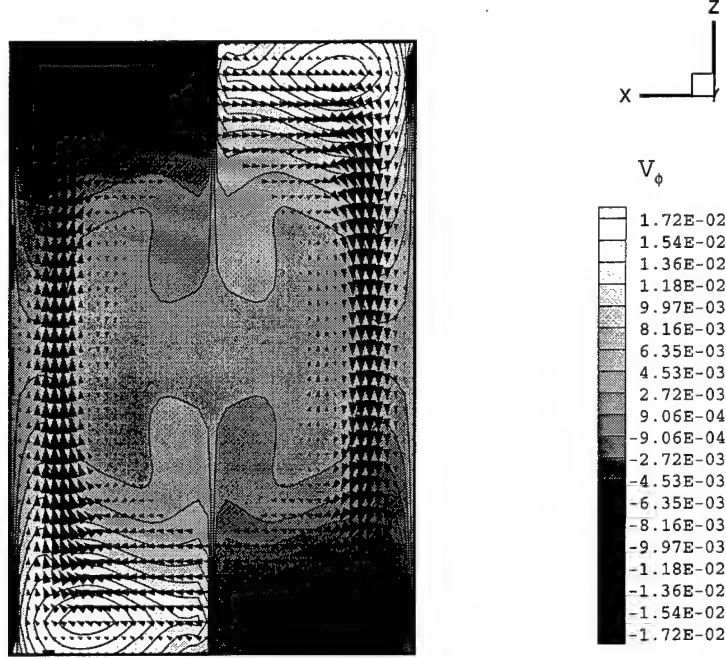 Z
X
Y
V_φ
1.72E-02
1.54E-02
1.36E-02
1.18E-02
9.97E-03
8.16E-03
6.35E-03
4.53E-03
2.72E-03
9.06E-04
-9.06E-04
-2.72E-03
-4.53E-03
-6.35E-03
-8.16E-03
-9.97E-03
-1.18E-02
-1.36E-02
-1.54E-02
-1.72E-02